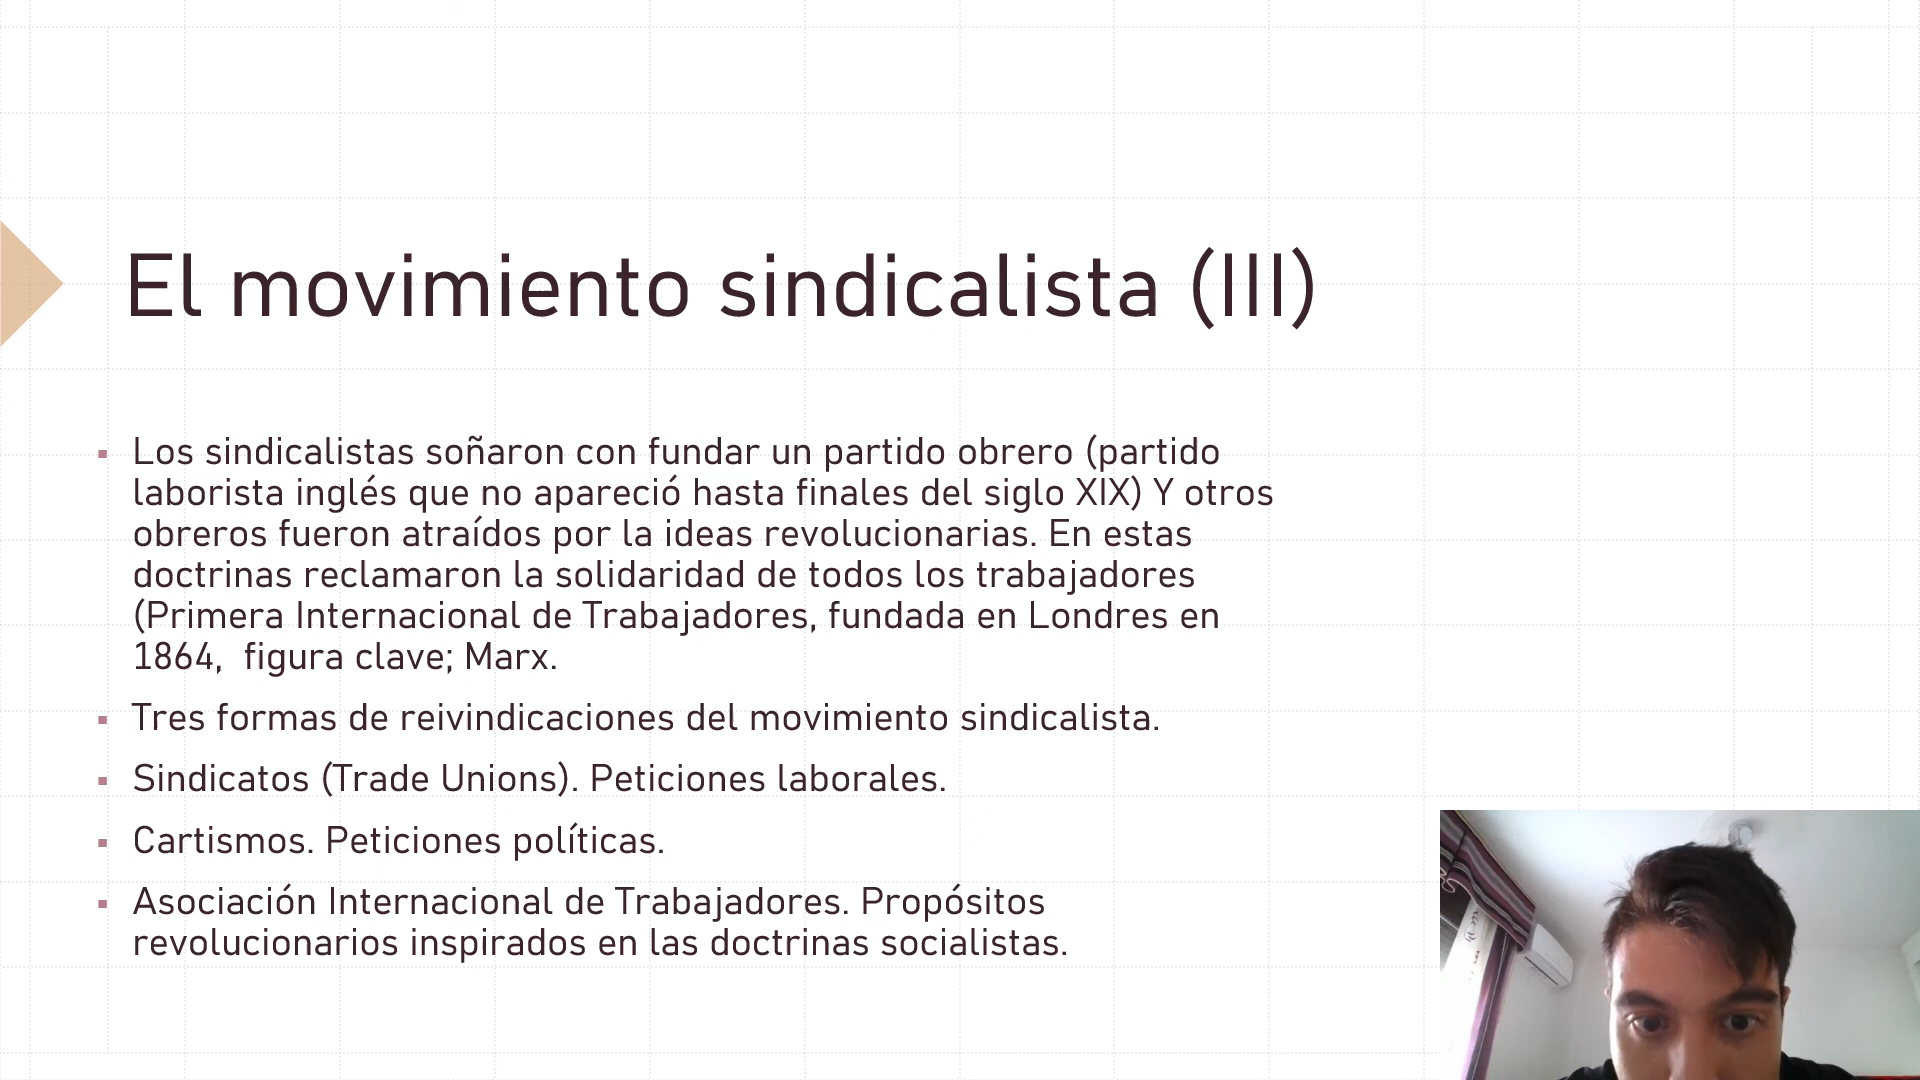 El movimiento sindicalista (III)
Los sindicalistas soñaron con fundar un partido obrero (partido
laborista inglés que no apareció hasta finales del siglo XIX) Y otros
obreros fueron atraídos por la ideas revolucionarias. En estas
doctrinas reclamaron la solidaridad de todos los trabajadores
(Primera Internacional de Trabajadores, fundada en Londres en
1864,  figura clave; Marx.
Tres formas de reivindicaciones del movimiento sindicalista.
Sindicatos (Trade Unions). Peticiones laborales.
Cartismos. Peticiones políticas.
Asociación Internacional de Trabajadores. Propósitos
revolucionarios inspirados en las doctrinas socialistas.